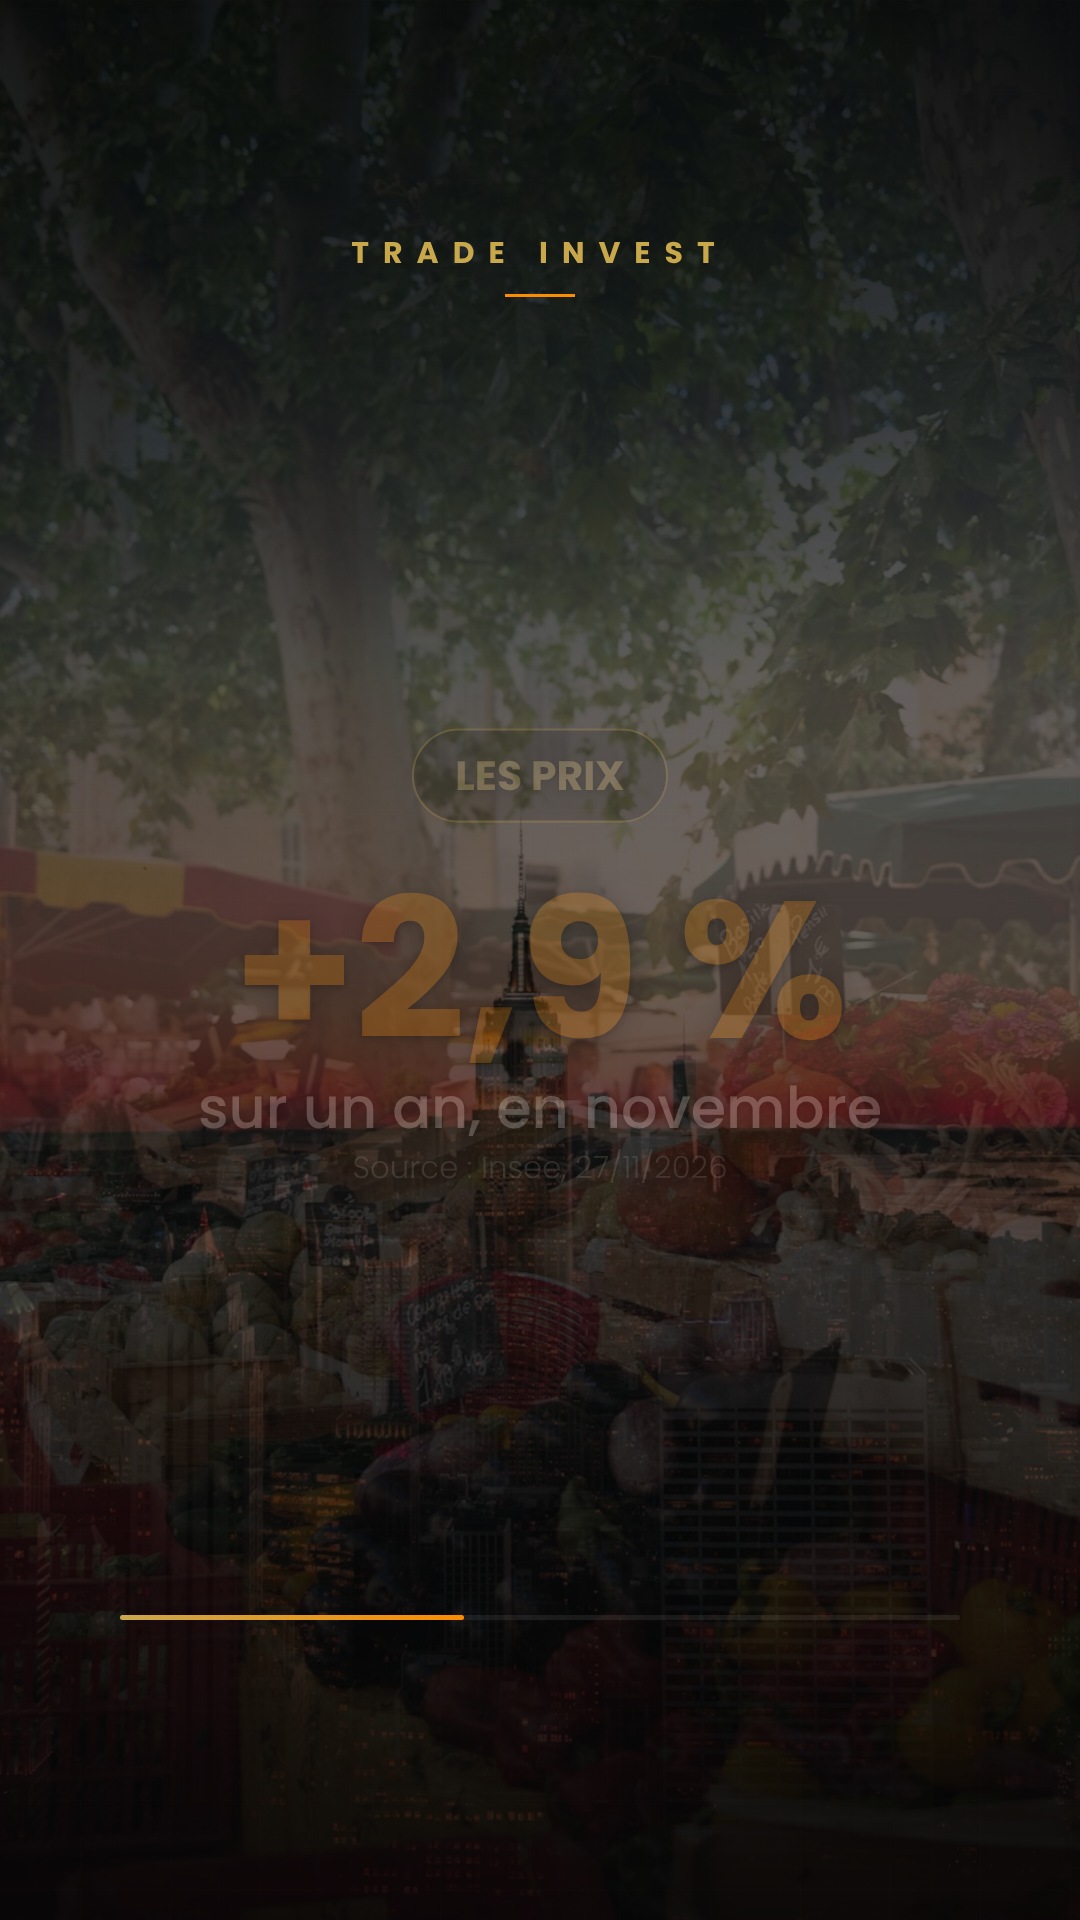 TRADE INVEST
LES PRIX
+2,9 %
sur un an, en novembre
Source : Insee, 27/11/2026